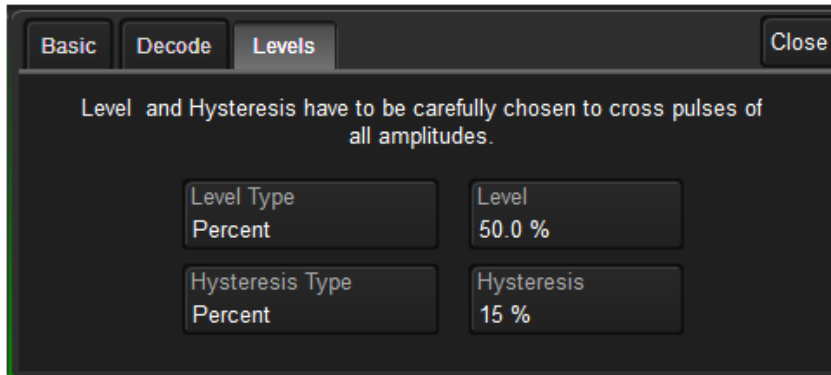 Basic Decode Levels Close
Level and Hysteresis have to be carefully chosen to cross pulses of
all amplitudes.
Level Type Level
Percent 50.0 %
Hysteresis Type Hysteresis
Percent 15 %